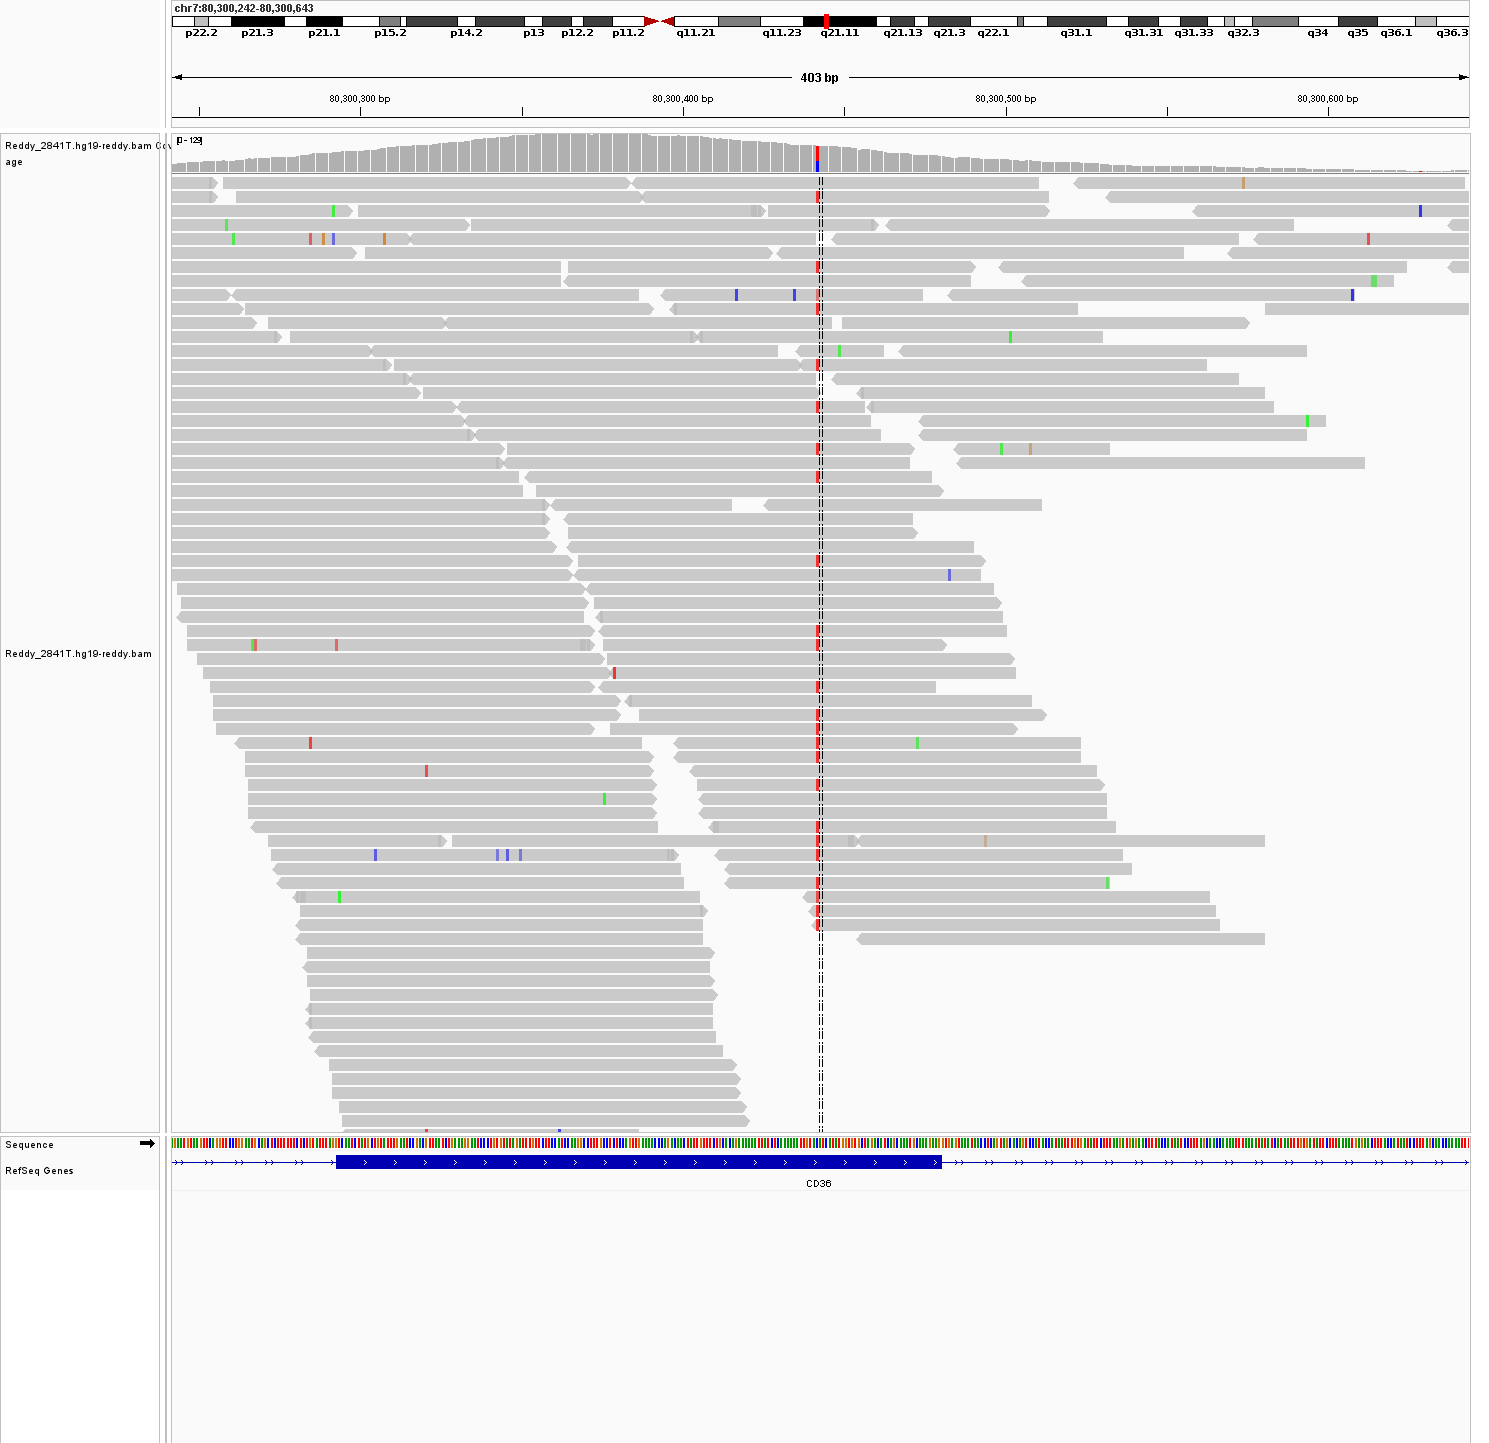 chr7:80,300,242-80,300,643
p22.2 p21.3 p21.1 p15.2 p14.2 p13 p12.2 p11.2 q11.21 q11.23 q21.11 q21.13 q21.3 q22.1 q31.1 q31.31 q31.33 q32.3 q34 q35 q36.1 q36.3
403 bp
80,300,300 bp 80,300,400 bp 80,300,500 bp 80,300,600 bp
[0 - 129]
Reddy_2841T.hg19-reddy.bam Cov
age
Reddy_2841T.hg19-reddy.bam
Sequence
RefSeq Genes
CD36